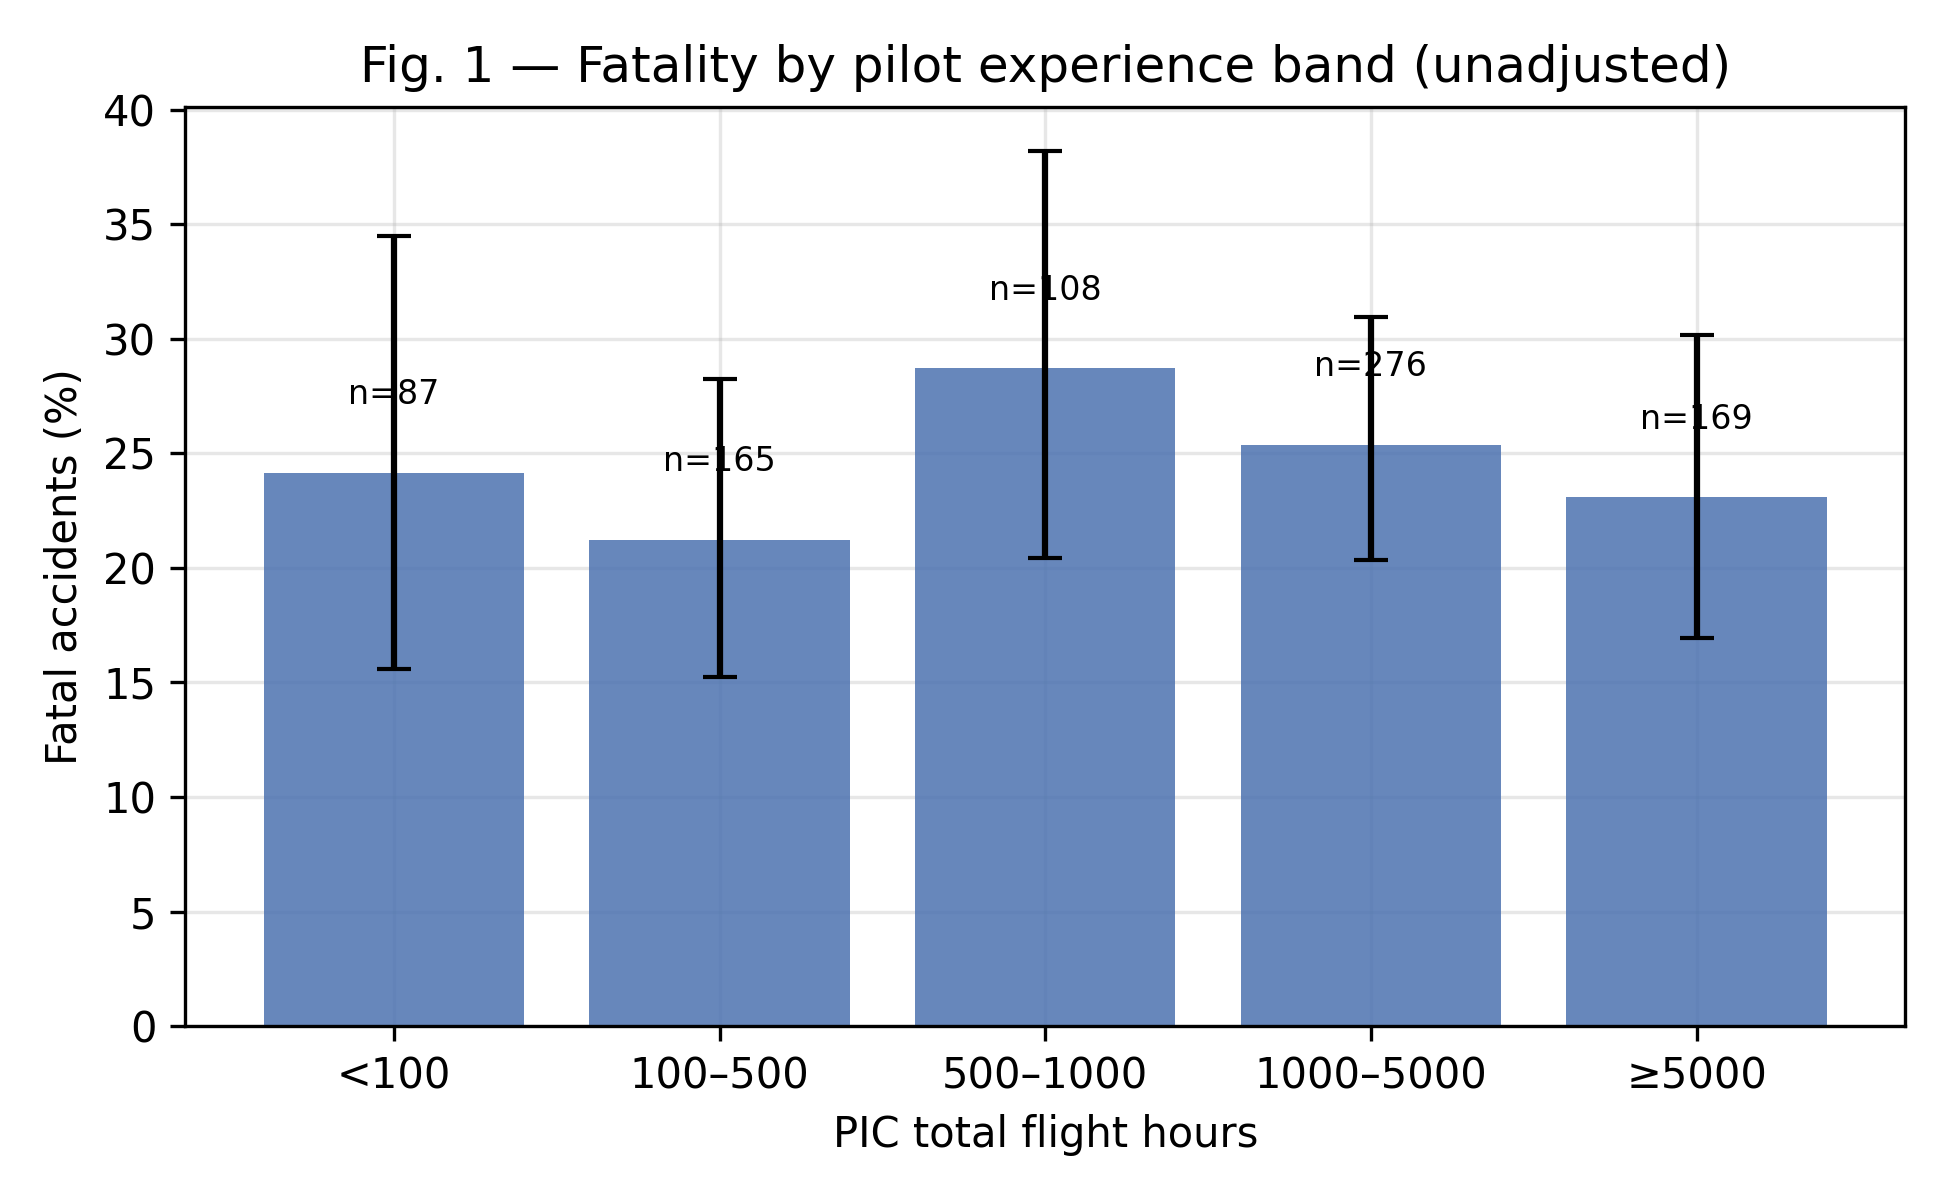 Fig. 1 — Fatality by pilot experience band (unadjusted)
Fatal accidents (%)
40
35
30
25
20
15
10
5
0
n=87
n=165
n=108
n=276
n=169
<100
100–500
500–1000
1000–5000
≥5000
PIC total flight hours